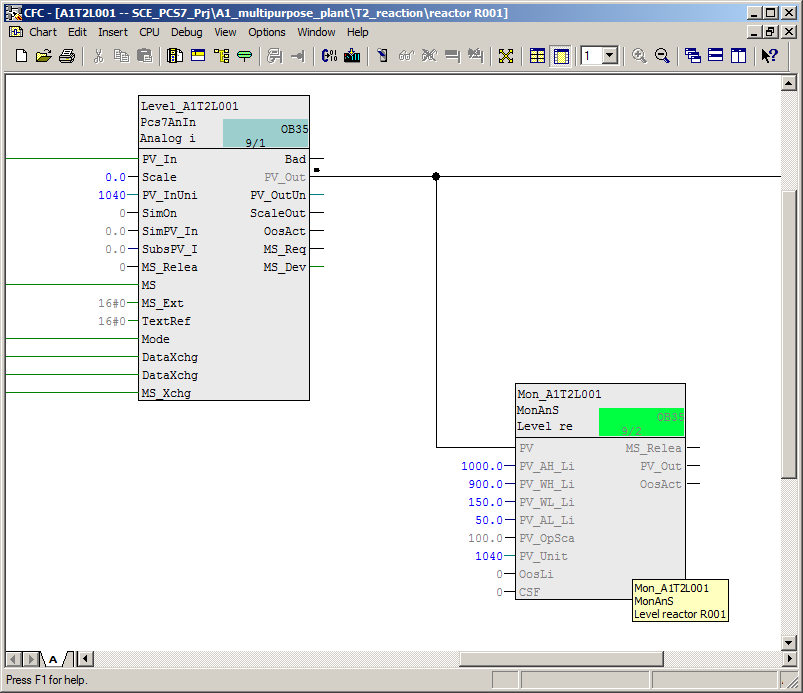 CFC - [A1T2L001 -- SCE_PCS7_Prj\A1_multipurpose_plant\T2_reaction\reactor R001]
Chart Edit Insert CPU Debug View Options Window Help
1
Level_A1T2L001
Pcs7AnIn OB35
Analog i 9/1
PV_In Bad
0.0 Scale PV_Out
1040 PV_InUni PV_OutUn
0 SimOn ScaleOut
0.0 SimPV_In OosAct
0.0 SubsPV_I MS_Req
0 MS_Relea MS_Dev
MS
16#0 MS_Ext
16#0 TextRef
Mode
DataXchg
DataXchg
MS_Xchg
Mon_A1T2L001
MonAnS OB35
Level re 9/2
PV MS_Relea
1000.0 PV_AH_Li PV_Out
900.0 PV_WH_Li OosAct
150.0 PV_WL_Li
50.0 PV_AL_Li
100.0 PV_OpSca
1040 PV_Unit
0 OosLi
0 CSF
Mon_A1T2L001
MonAnS
Level reactor R001
A
Press F1 for help.